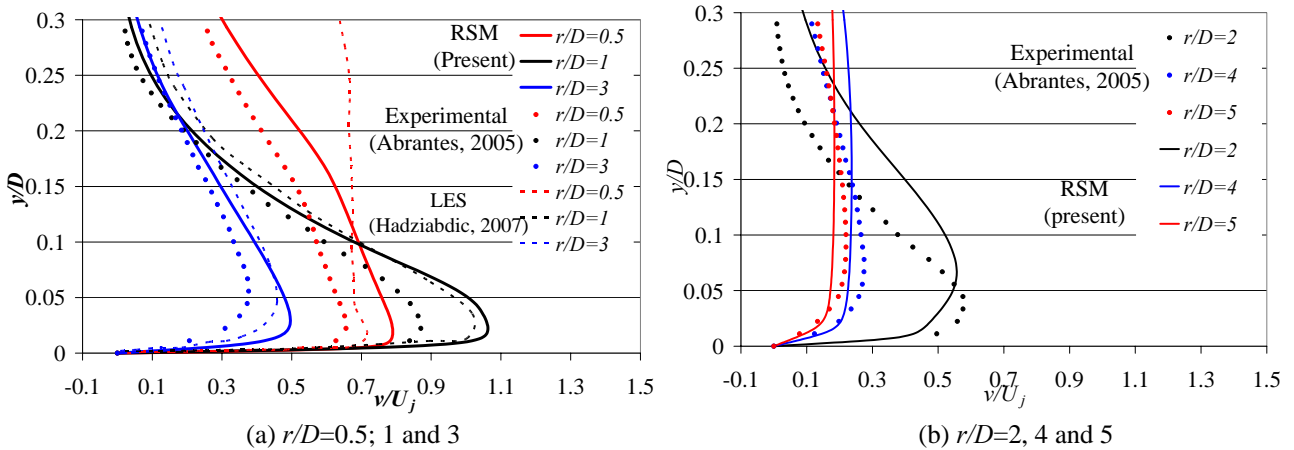 0.3
0.25
0.2
0.15
0.1
0.05
0
y/D
-0.1 0.1 0.3 0.5 0.7 0.9 1.1 1.3 1.5
v/U_j
RSM
(Present)
Experimental
(Abrantes, 2005)
LES
(Hadziabdic, 2007)
r/D=0.5
r/D=1
r/D=3
r/D=0.5
r/D=1
r/D=3
r/D=0.5
r/D=1
r/D=3
(a) r/D=0.5; 1 and 3
0.3
0.25
0.2
0.15
0.1
0.05
0
y/D
-0.1 0.1 0.3 0.5 0.7 0.9 1.1 1.3 1.5
v/U_j
Experimental
(Abrantes, 2005)
RSM
(present)
r/D=2
r/D=4
r/D=5
r/D=2
r/D=4
r/D=5
(b) r/D=2, 4 and 5